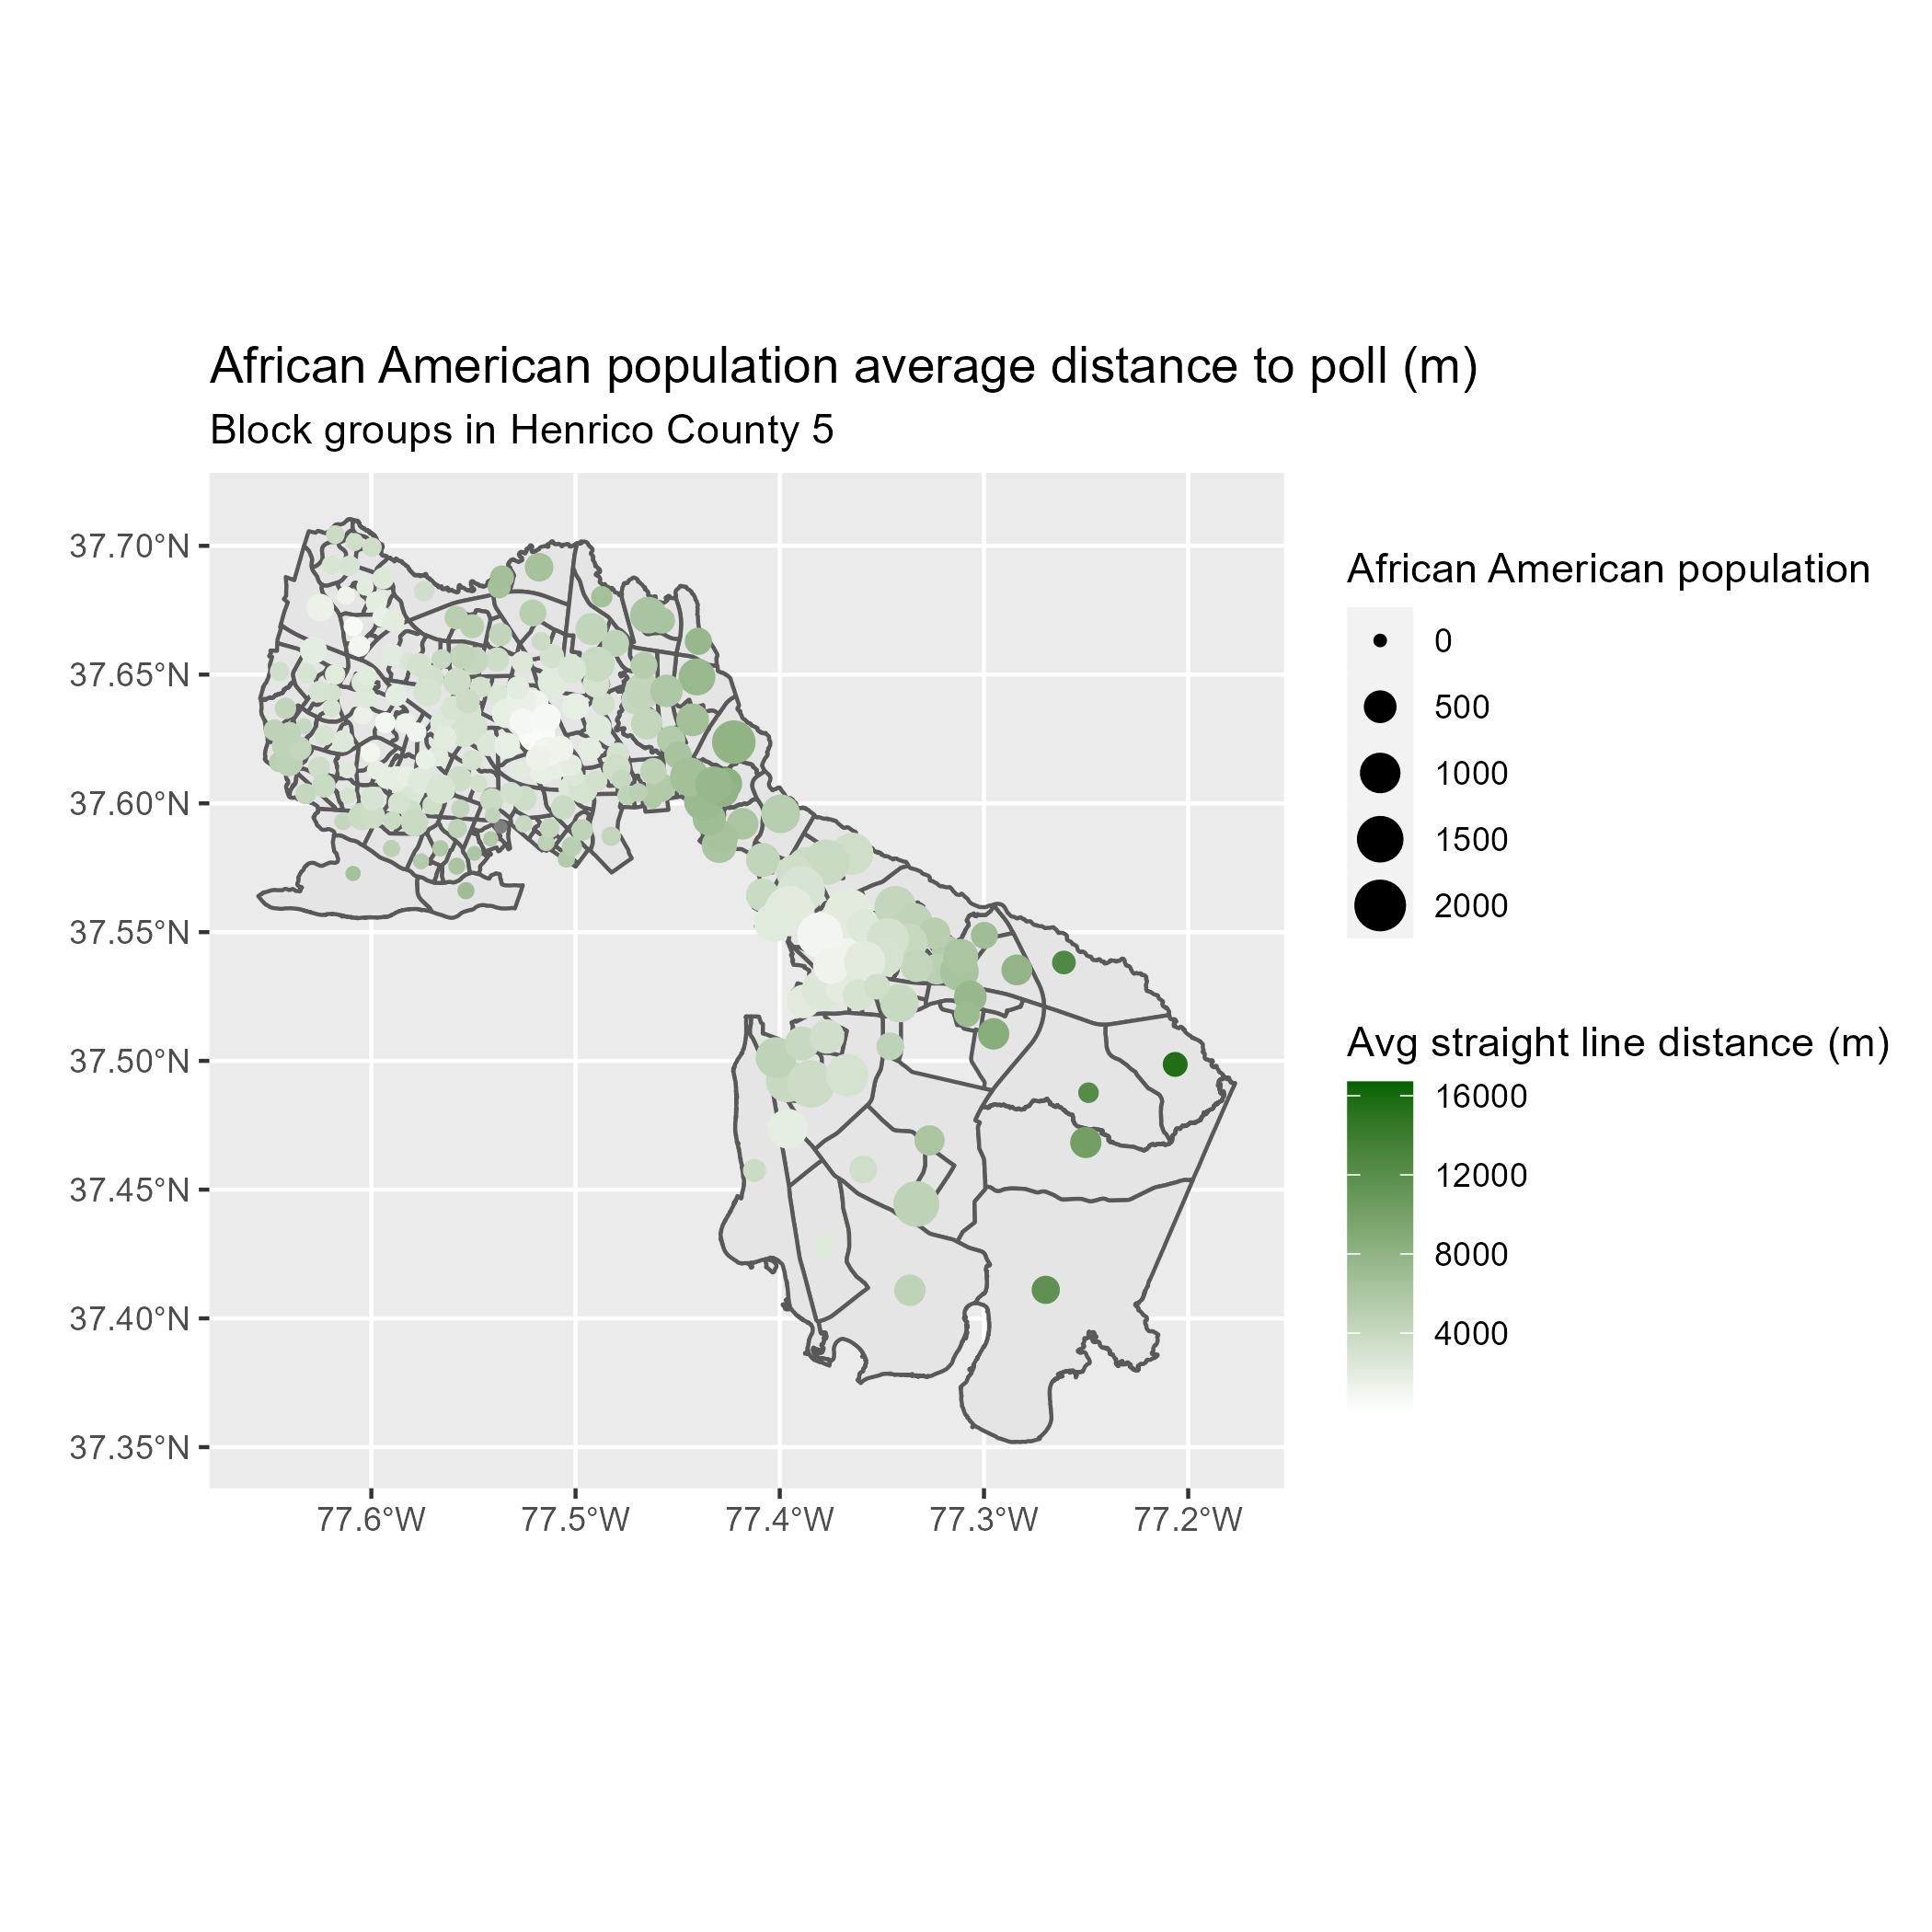 African American population average distance to poll (m)
Block groups in Henrico County 5
37.70°N
37.65°N
37.60°N
37.55°N
37.50°N
37.45°N
37.40°N
37.35°N
77.6°W
77.5°W
77.4°W
77.3°W
77.2°W
African American population
0
500
1000
1500
2000
Avg straight line distance (m)
16000
12000
8000
4000